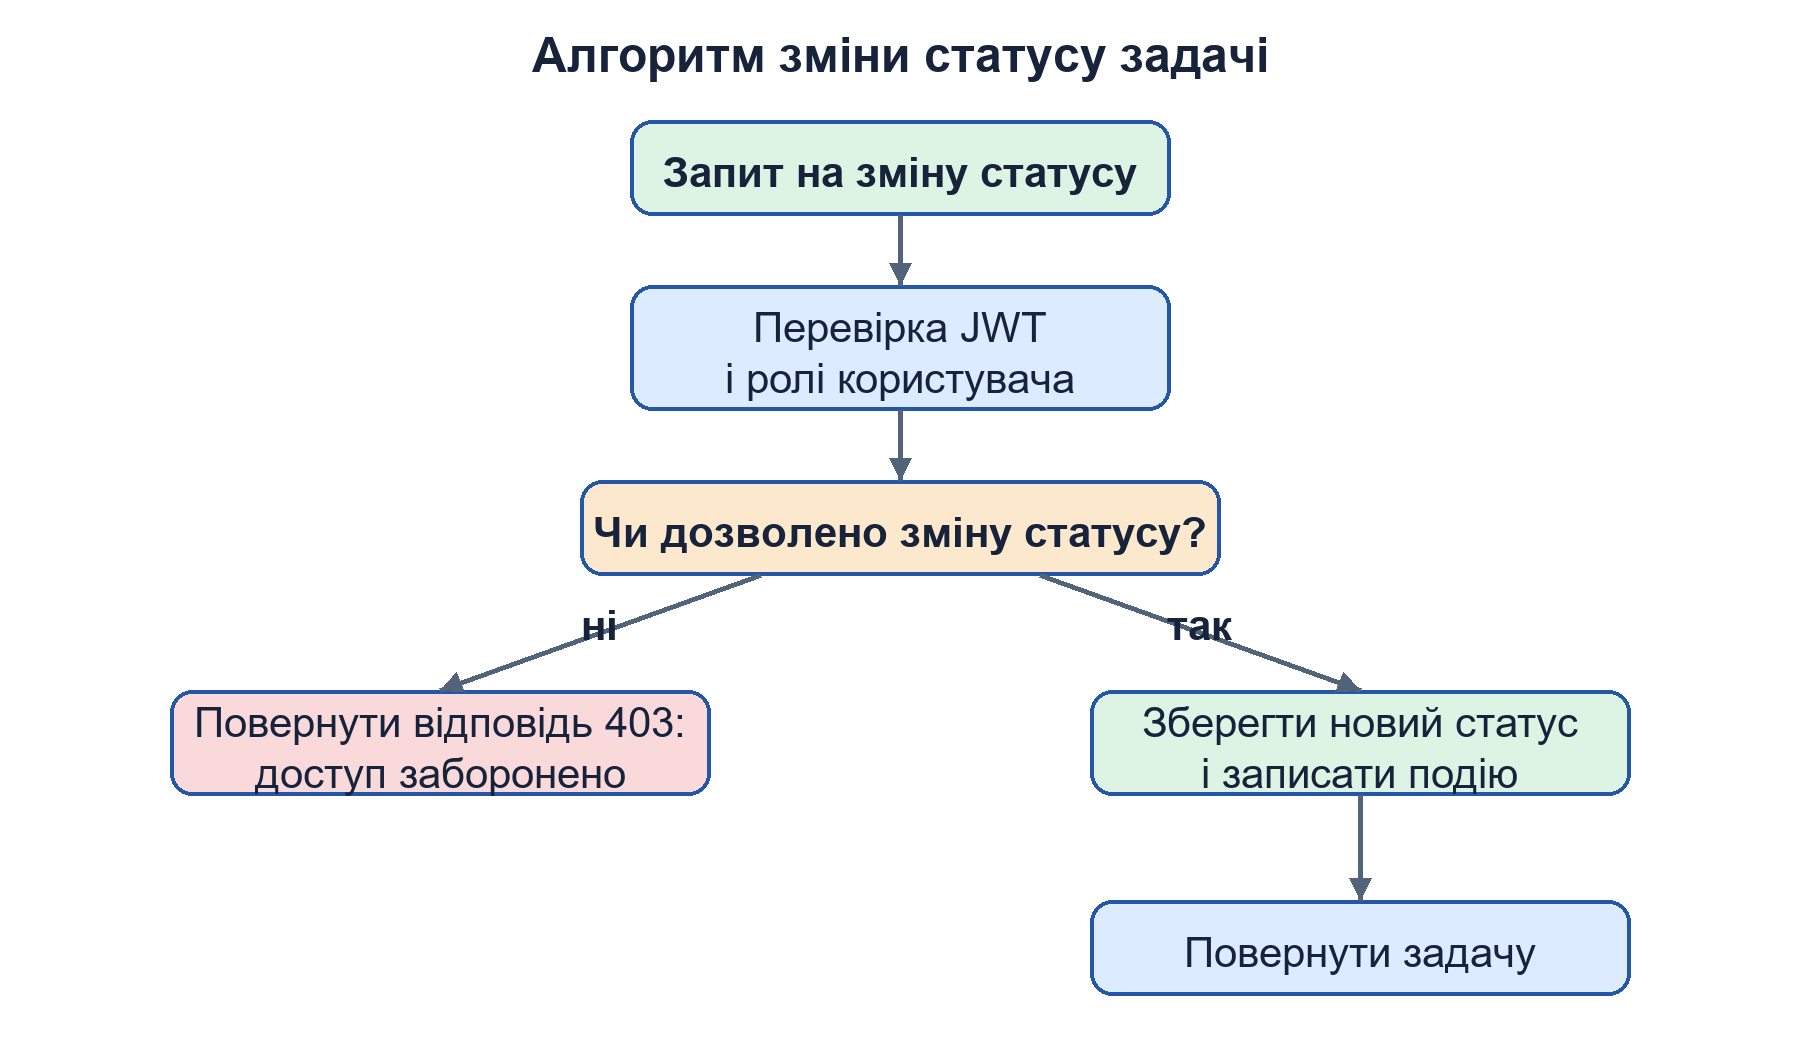 Алгоритм зміни статусу задачі
Запит на зміну статусу
Перевірка JWT
і ролі користувача
Чи дозволено зміну статусу?
ні
так
Повернути відповідь 403:
доступ заборонено
Зберегти новий статус
і записати подію
Повернути задачу